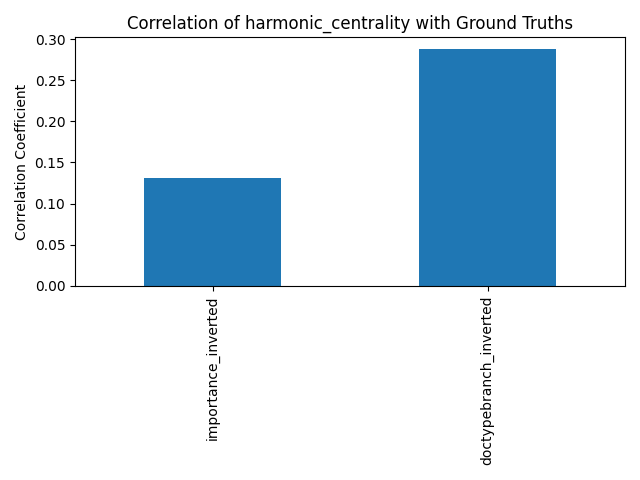 Correlation of harmonic_centrality with Ground Truths
0.30
0.25
0.20
0.15
0.10
0.05
0.00
Correlation Coefficient
importance_inverted
doctypebranch_inverted